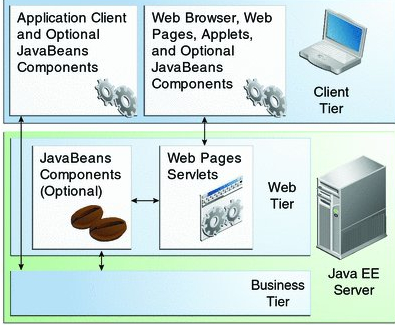 Application Client
and Optional
JavaBeans
Components
Web Browser, Web
Pages, Applets,
and Optional
JavaBeans
Components
Client
Tier
JavaBeans
Components
(Optional)
Web Pages
Servlets
Web
Tier
Java EE
Server
Business
Tier